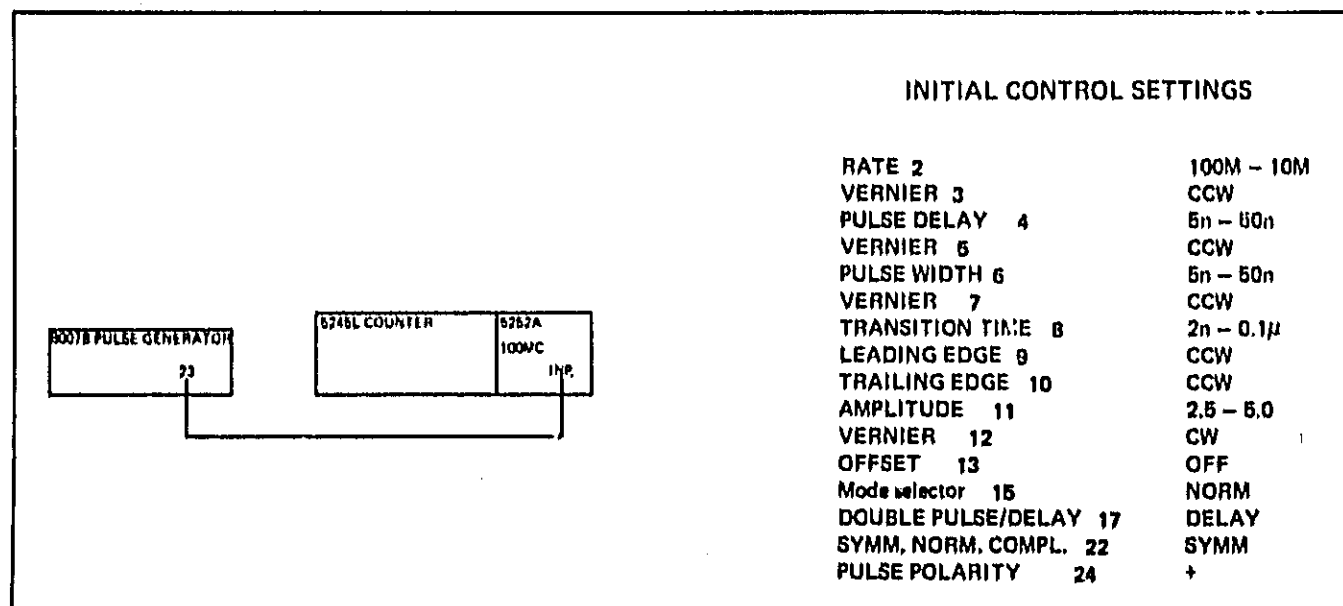 INITIAL CONTROL SETTINGS
RATE 2 100M – 10M
VERNIER 3 CCW
PULSE DELAY 4 5n – 50n
VERNIER 5 CCW
PULSE WIDTH 6 5n – 50n
VERNIER 7 CCW
TRANSITION TIME 8 2n – 0.1μ
LEADING EDGE 9 CCW
TRAILING EDGE 10 CCW
AMPLITUDE 11 2.5 – 5.0
VERNIER 12 CW
OFFSET 13 OFF
Mode selector 15 NORM
DOUBLE PULSE/DELAY 17 DELAY
SYMM, NORM, COMPL. 22 SYMM
PULSE POLARITY 24 +
8007B PULSE GENERATOR
23
5245L COUNTER
5252A
100MC
INP.